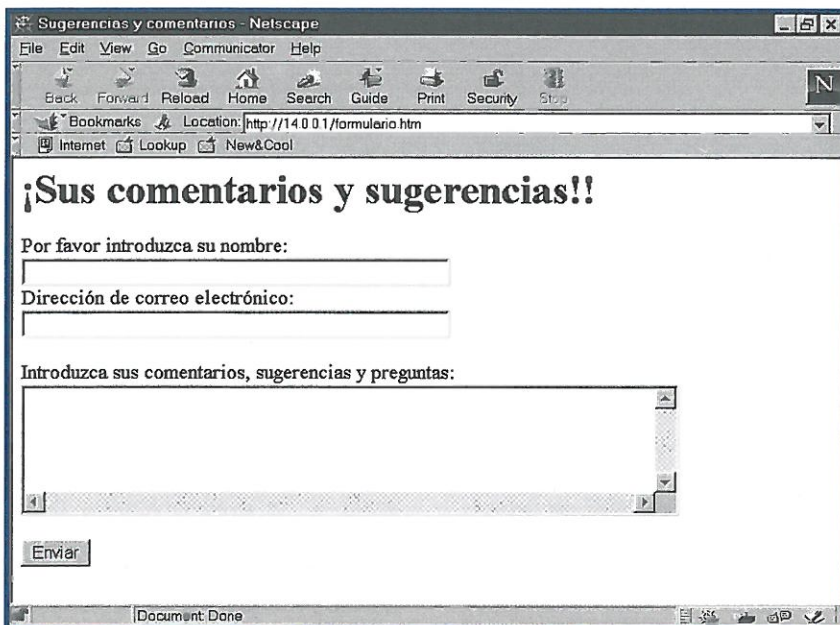 Sugerencias y comentarios - Netscape
File Edit View Go Communicator Help
Back Forward Reload Home Search Guide Print Security Stop
N
Bookmarks Location: http://14.0.0.1/formulario.htm
Internet Lookup New&Cool
¡Sus comentarios y sugerencias!!
Por favor introduzca su nombre:
Dirección de correo electrónico:
Introduzca sus comentarios, sugerencias y preguntas:
Enviar
Document: Done